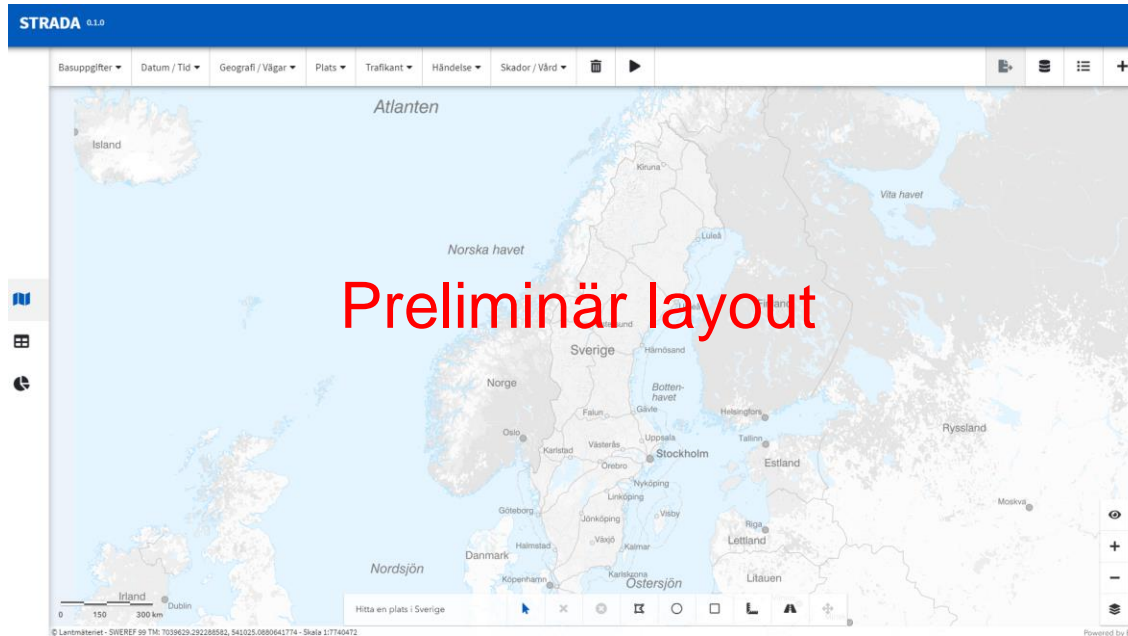 STRADA 0.1.0
Basuppgifter Datum / Tid Geografi / Vägar Plats Trafikant Händelse Skador / Vård
Atlanten
Island
Kiruna
Vita havet
Luleå
Norska havet
Preliminär layout
Finland
Sverige
Härnösand
Norge
Botten-
havet
Falun
Gävle
Helsingfors
Ryssland
Oslo
Karlstad
Västerås
Uppsala
Tallinn
Stockholm
Örebro
Estland
Nyköping
Linköping
Moskva
Göteborg
Jönköping
Visby
Riga
Lettland
Halmstad
Växjö
Kalmar
Danmark
Nordsjön
Köpenhamn
Karlskrona
Östersjön
Litauen
Irland
Dublin
0 150 300 km
Hitta en plats i Sverige
© Lantmäteriet - SWEREF 99 TM: 7039629.292288582, 541025.0880641774 - Skala 1:7740472
Powered by